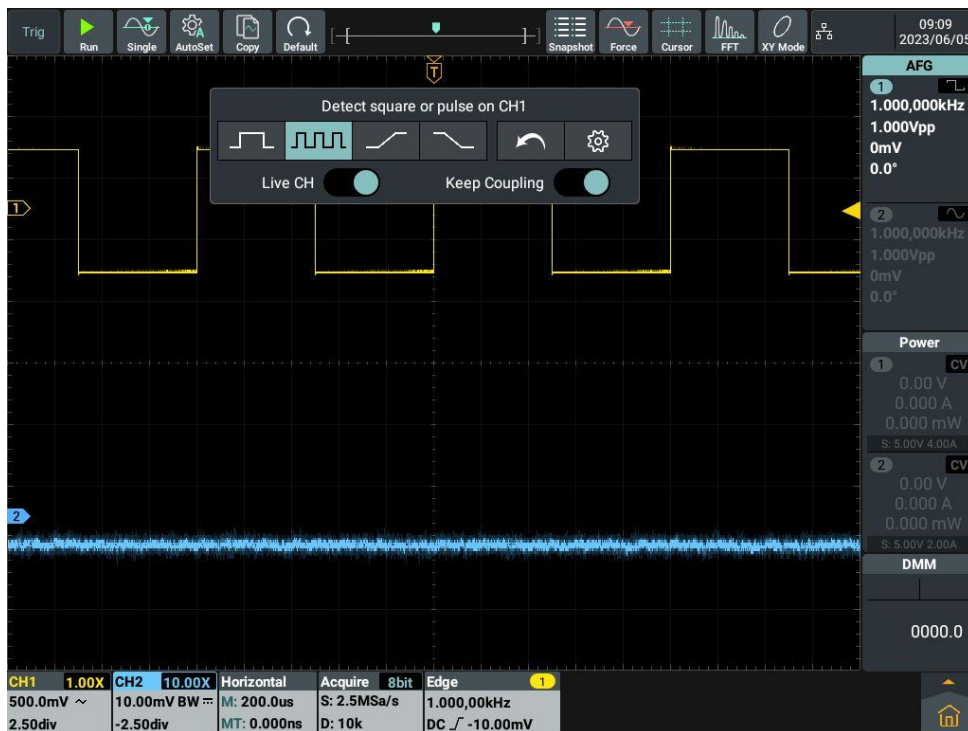 Trig
Run
Single
AutoSet
Copy
Default
Snapshot
Force
Cursor
FFT
XY Mode
09:09
2023/06/05
T
Detect square or pulse on CH1
Live CH
Keep Coupling
1
2
AFG
1
1.000,000kHz
1.000Vpp
0mV
0.0°
2
1.000,000kHz
1.000Vpp
0mV
0.0°
Power
1 CV
0.00 V
0.000 A
0.000 mW
S: 5.00V 4.00A
2 CV
0.00 V
0.000 A
0.000 mW
S: 5.00V 2.00A
DMM
0000.0
CH1 1.00X
500.0mV ~
2.50div
CH2 10.00X
10.00mV BW
-2.50div
Horizontal
M: 200.0us
MT: 0.000ns
Acquire 8bit
S: 2.5MSa/s
D: 10k
Edge 1
1.000,00kHz
DC -10.00mV